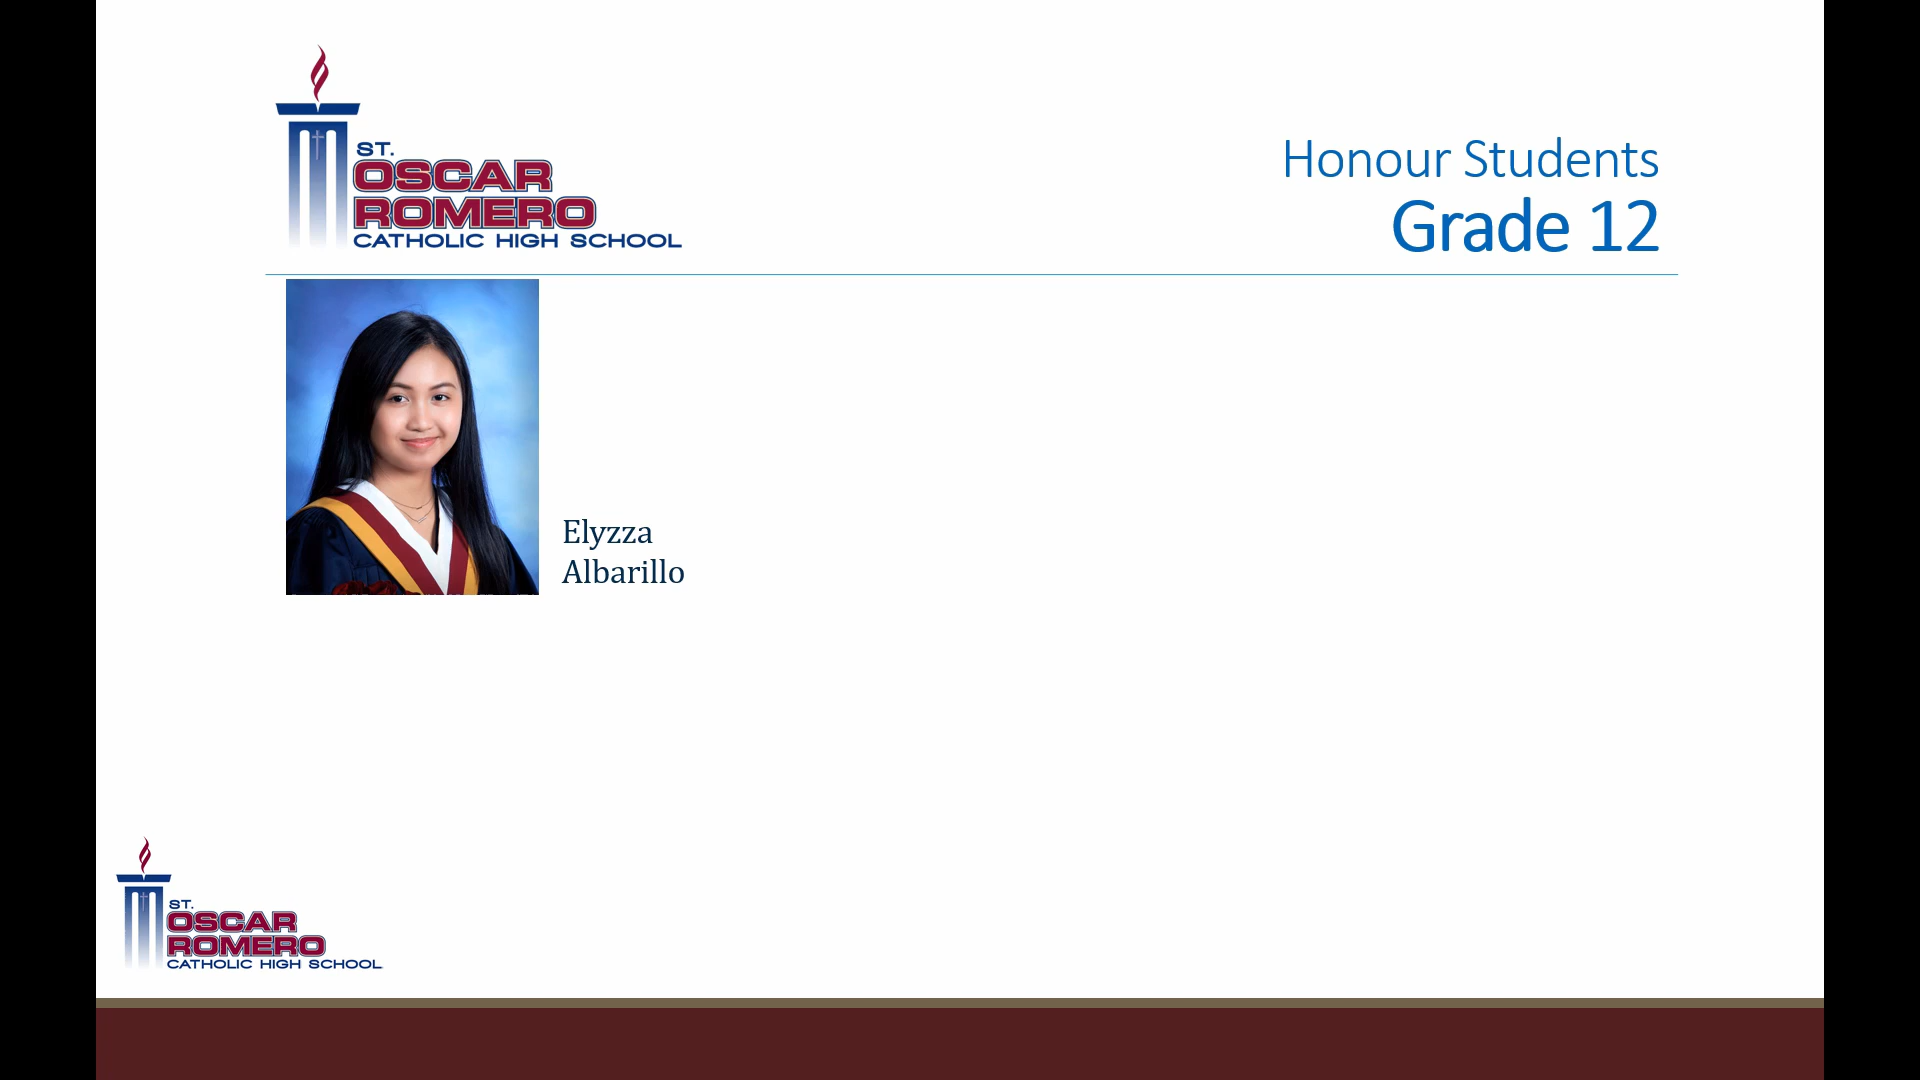 ST.
OSCAR
ROMERO
CATHOLIC HIGH SCHOOL
Honour Students
Grade 12
Elyzza
Albarillo
ST.
OSCAR
ROMERO
CATHOLIC HIGH SCHOOL